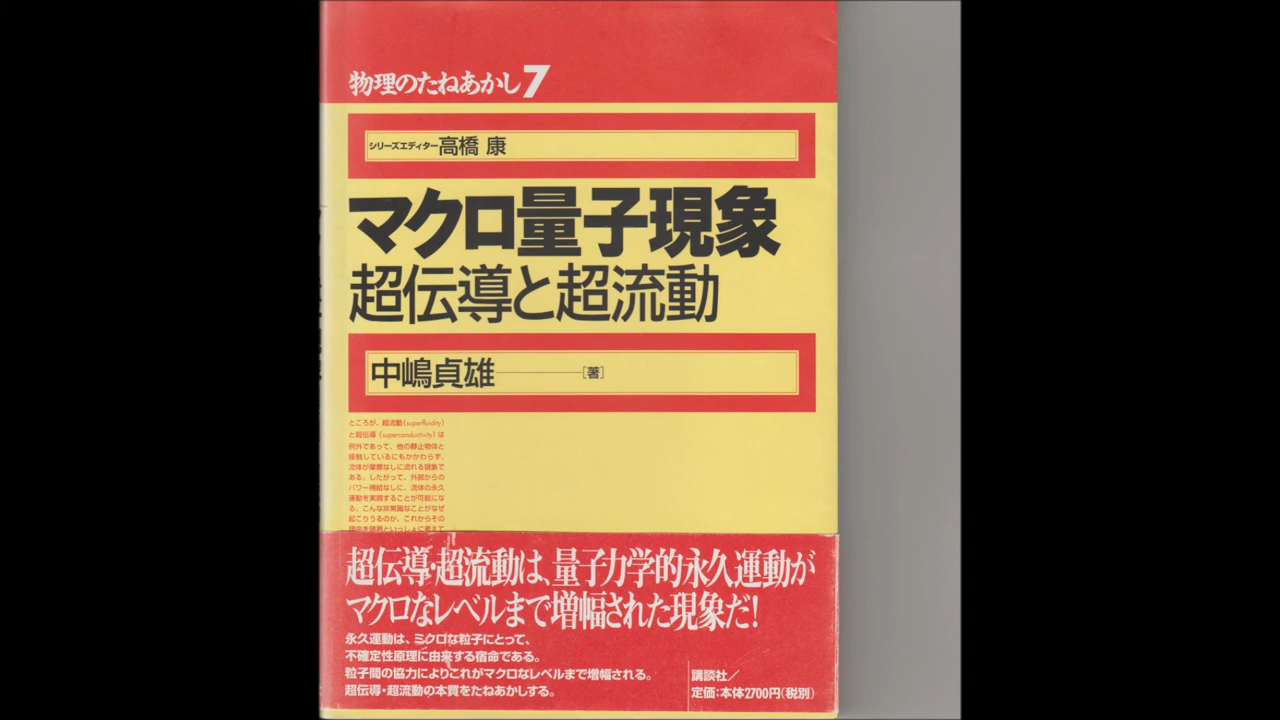 物理のたねあかし7
シリーズエディター高橋 康
マクロ量子現象
超伝導と超流動
中嶋貞雄 [著]
ところが、超流動(superfluidity)
と超伝導(superconductivity)は
例外であって、他の静止物体と
接触しているにもかかわらず、
流体が摩擦なしに流れる現象で
ある。したがって、外部からの
パワー補給なしに、流体の永久
運動を実現することが可能にな
る。こんな非常識なことがなぜ
起こりうるのか、これからその
理由を諸君といっしょに考えて
超伝導・超流動は、量子力学的永久運動が
マクロなレベルまで増幅された現象だ!
永久運動は、ミクロな粒子にとって、
不確定性原理に由来する宿命である。
粒子間の協力によりこれがマクロなレベルまで増幅される。
超伝導・超流動の本質をたねあかしする。
講談社/
定価:本体2700円(税別)